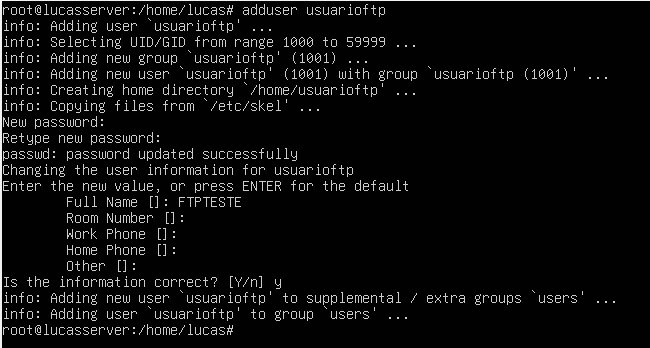 root@lucasserver:/home/lucas# adduser usuarioftp
info: Adding user `usuarioftp' ...
info: Selecting UID/GID from range 1000 to 59999 ...
info: Adding new group `usuarioftp' (1001) ...
info: Adding new user `usuarioftp' (1001) with group `usuarioftp (1001)' ...
info: Creating home directory `/home/usuarioftp' ...
info: Copying files from `/etc/skel' ...
New password:
Retype new password:
passwd: password updated successfully
Changing the user information for usuarioftp
Enter the new value, or press ENTER for the default
Full Name []: FTPTESTE
Room Number []:
Work Phone []:
Home Phone []:
Other []:
Is the information correct? [Y/n] y
info: Adding new user `usuarioftp' to supplemental / extra groups `users' ...
info: Adding user `usuarioftp' to group `users' ...
root@lucasserver:/home/lucas#